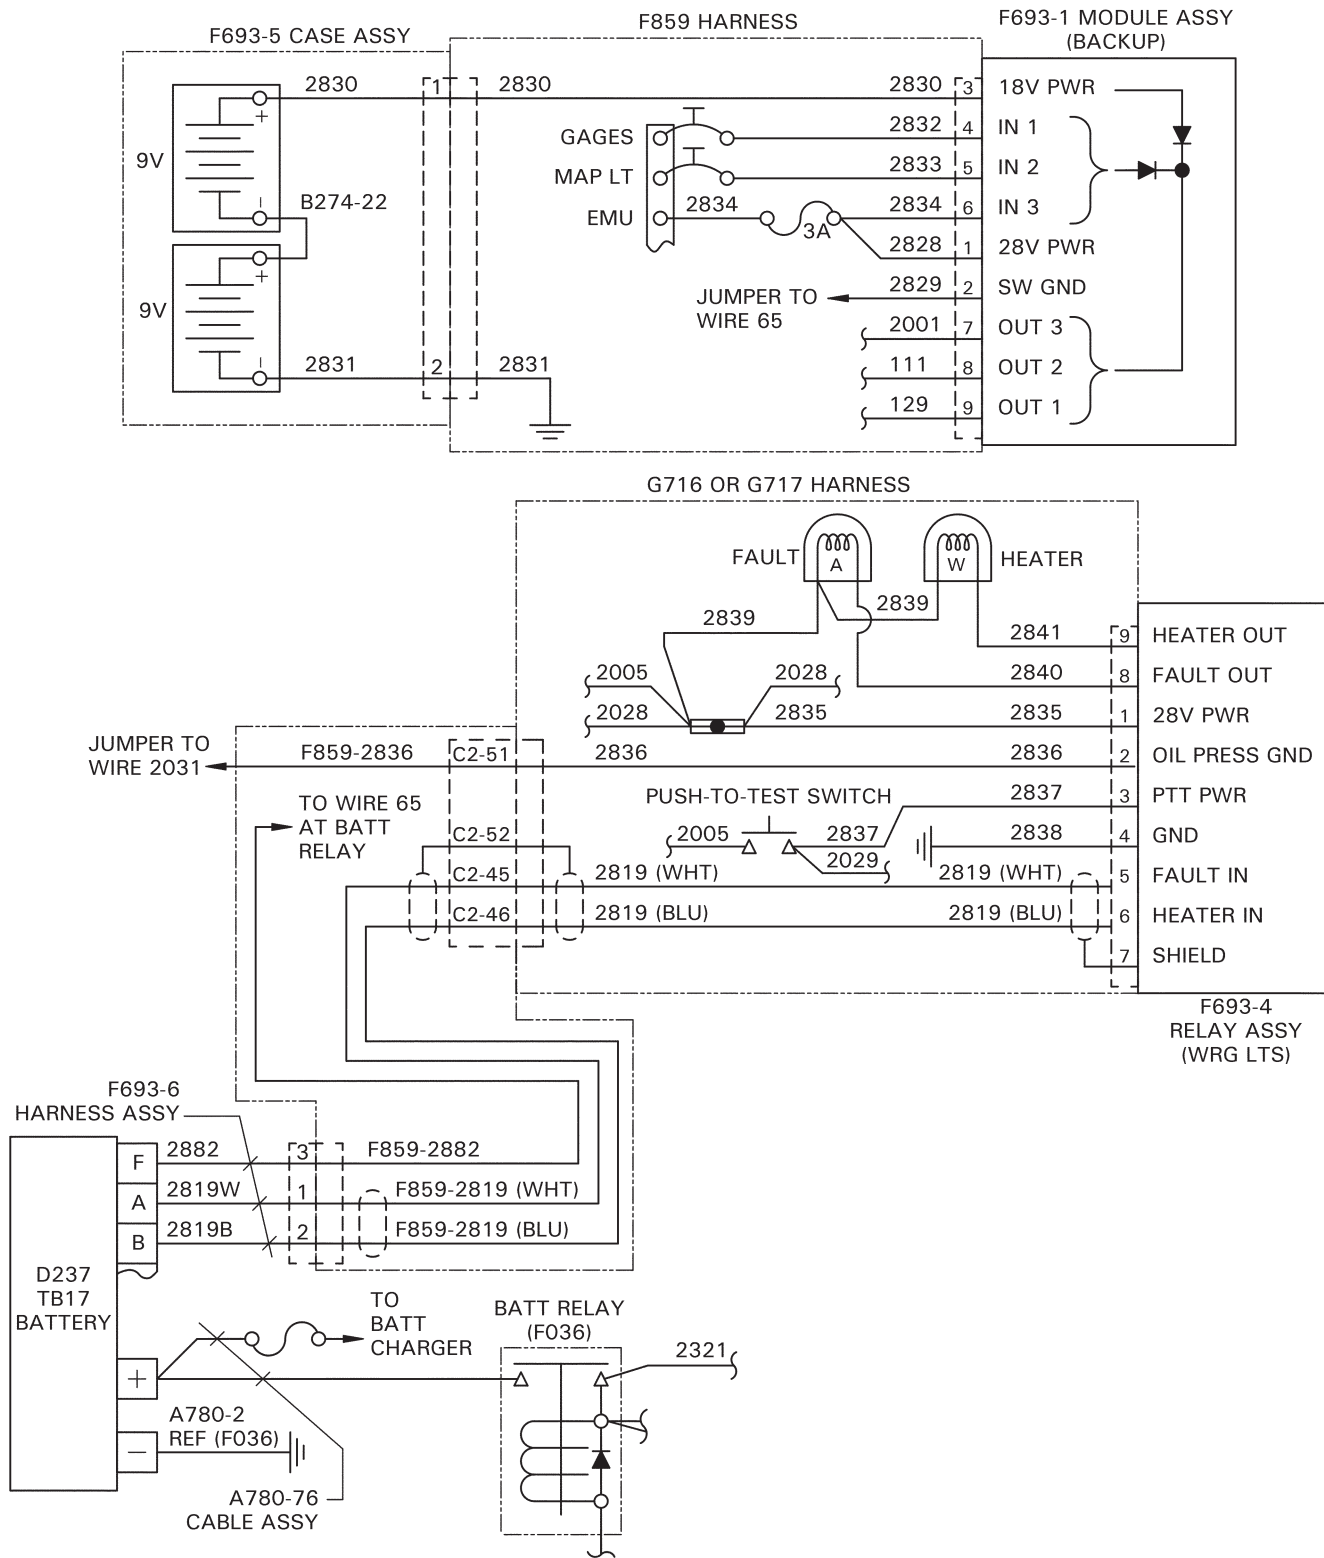 F693-5 CASE ASSY
F859 HARNESS
F693-1 MODULE ASSY
(BACKUP)
2830
1
2830
2830
3
18V PWR
+
9V
−
B274-22
+
9V
−
GAGES
2832
4
IN 1
MAP LT
2833
5
IN 2
EMU
2834
2834
6
IN 3
3A
2828
1
28V PWR
JUMPER TO
WIRE 65
2829
2
SW GND
2001
7
OUT 3
2831
2
2831
111
8
OUT 2
129
9
OUT 1
G716 OR G717 HARNESS
FAULT
A
W
HEATER
2839
2839
2841
9
HEATER OUT
2005
2028
2840
8
FAULT OUT
2028
2835
2835
1
28V PWR
JUMPER TO
WIRE 2031
F859-2836
C2-51
2836
2836
2
OIL PRESS GND
TO WIRE 65
AT BATT
RELAY
PUSH-TO-TEST SWITCH
2837
3
PTT PWR
C2-52
2005
2837
2838
4
GND
2029
C2-45
2819 (WHT)
2819 (WHT)
5
FAULT IN
C2-46
2819 (BLU)
2819 (BLU)
6
HEATER IN
7
SHIELD
F693-4
RELAY ASSY
(WRG LTS)
F693-6
HARNESS ASSY
F
2882
3
F859-2882
A
2819W
1
F859-2819 (WHT)
B
2819B
2
F859-2819 (BLU)
D237
TB17
BATTERY
TO
BATT
CHARGER
BATT RELAY
(F036)
2321
+
A780-2
REF (F036)
−
A780-76
CABLE ASSY